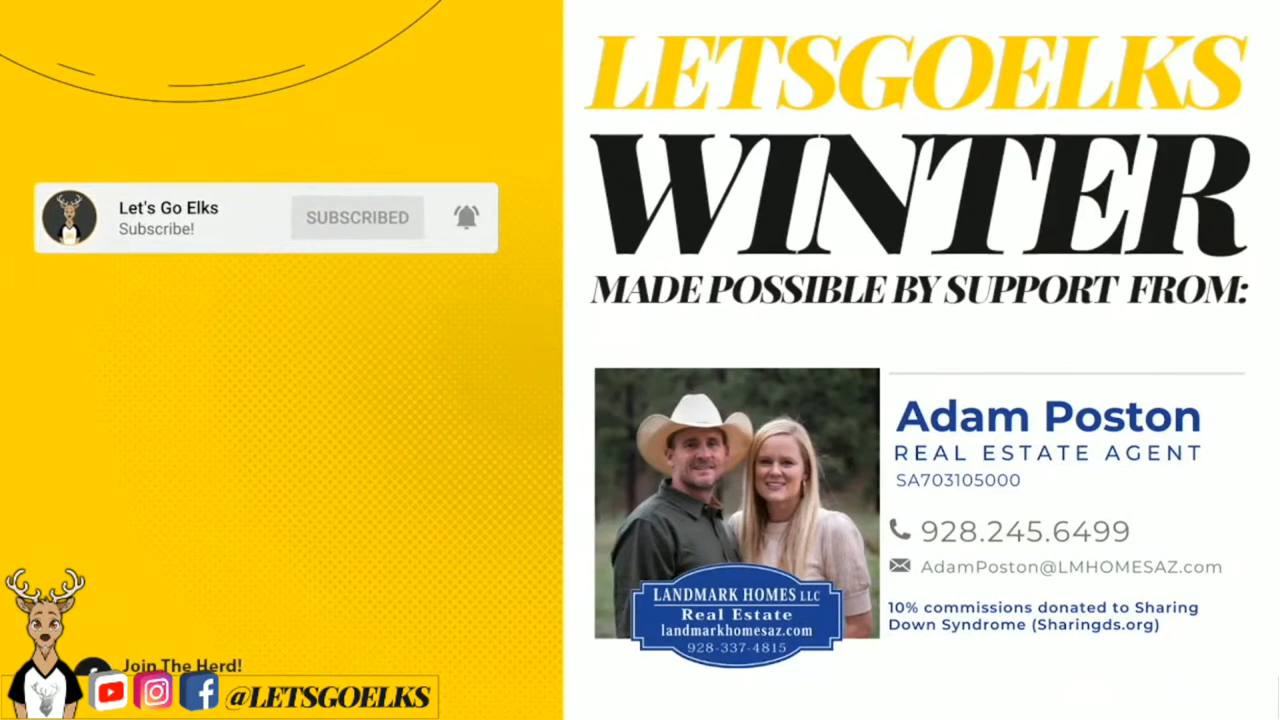 LETSGOELKS
WINTER
MADE POSSIBLE BY SUPPORT FROM:
Let's Go Elks
Subscribe!
SUBSCRIBED
Adam Poston
REAL ESTATE AGENT
SA703105000
928.245.6499
AdamPoston@LMHOMESAZ.com
10% commissions donated to Sharing
Down Syndrome (Sharingds.org)
LANDMARK HOMES LLC
Real Estate
landmarkhomesaz.com
928-337-4815
Join The Herd!
@LETSGOELKS